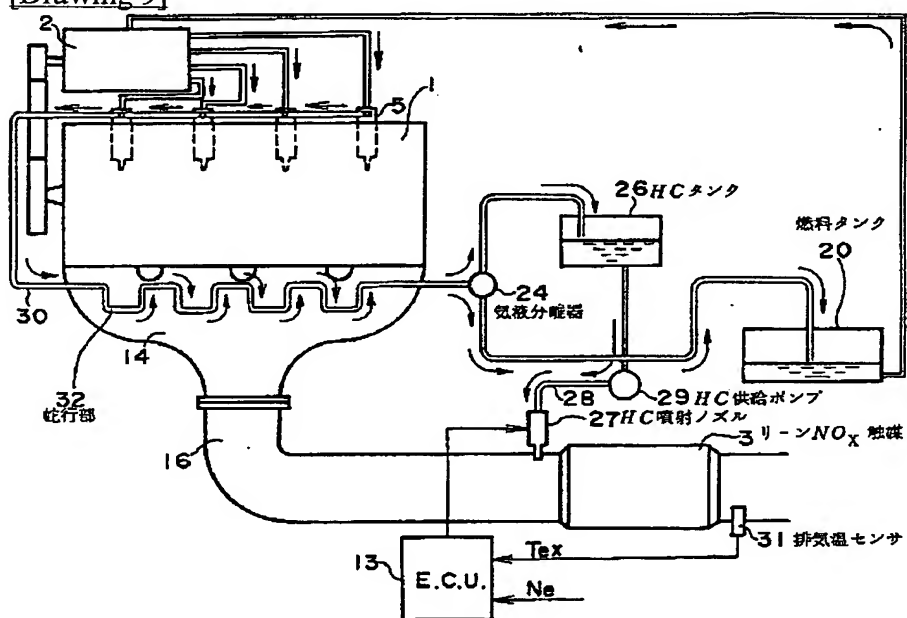 2
1
5
26 HCタンク
燃料タンク
20
24
気液分離器
30
14
32
蛇行部
28
29 HC供給ポンプ
27 HC噴射ノズル
3 リーンNOX触媒
16
31 排気温センサ
13
E.C.U.
Tex
Ne